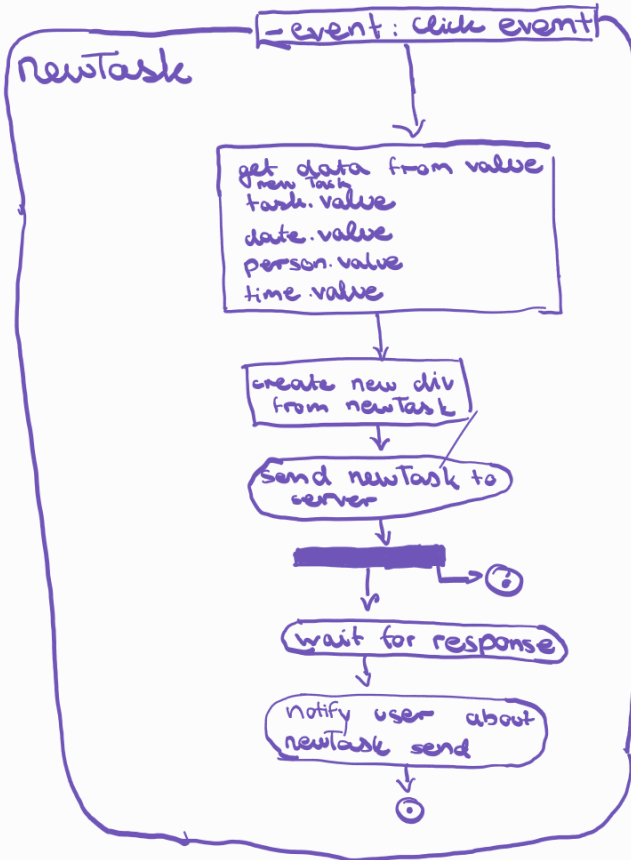 - event: click event
newTask
get data from value
new Task
task.value
date.value
person.value
time.value
create new div
from newTask
send newTask to
server
wait for response
notify user about
newTask send